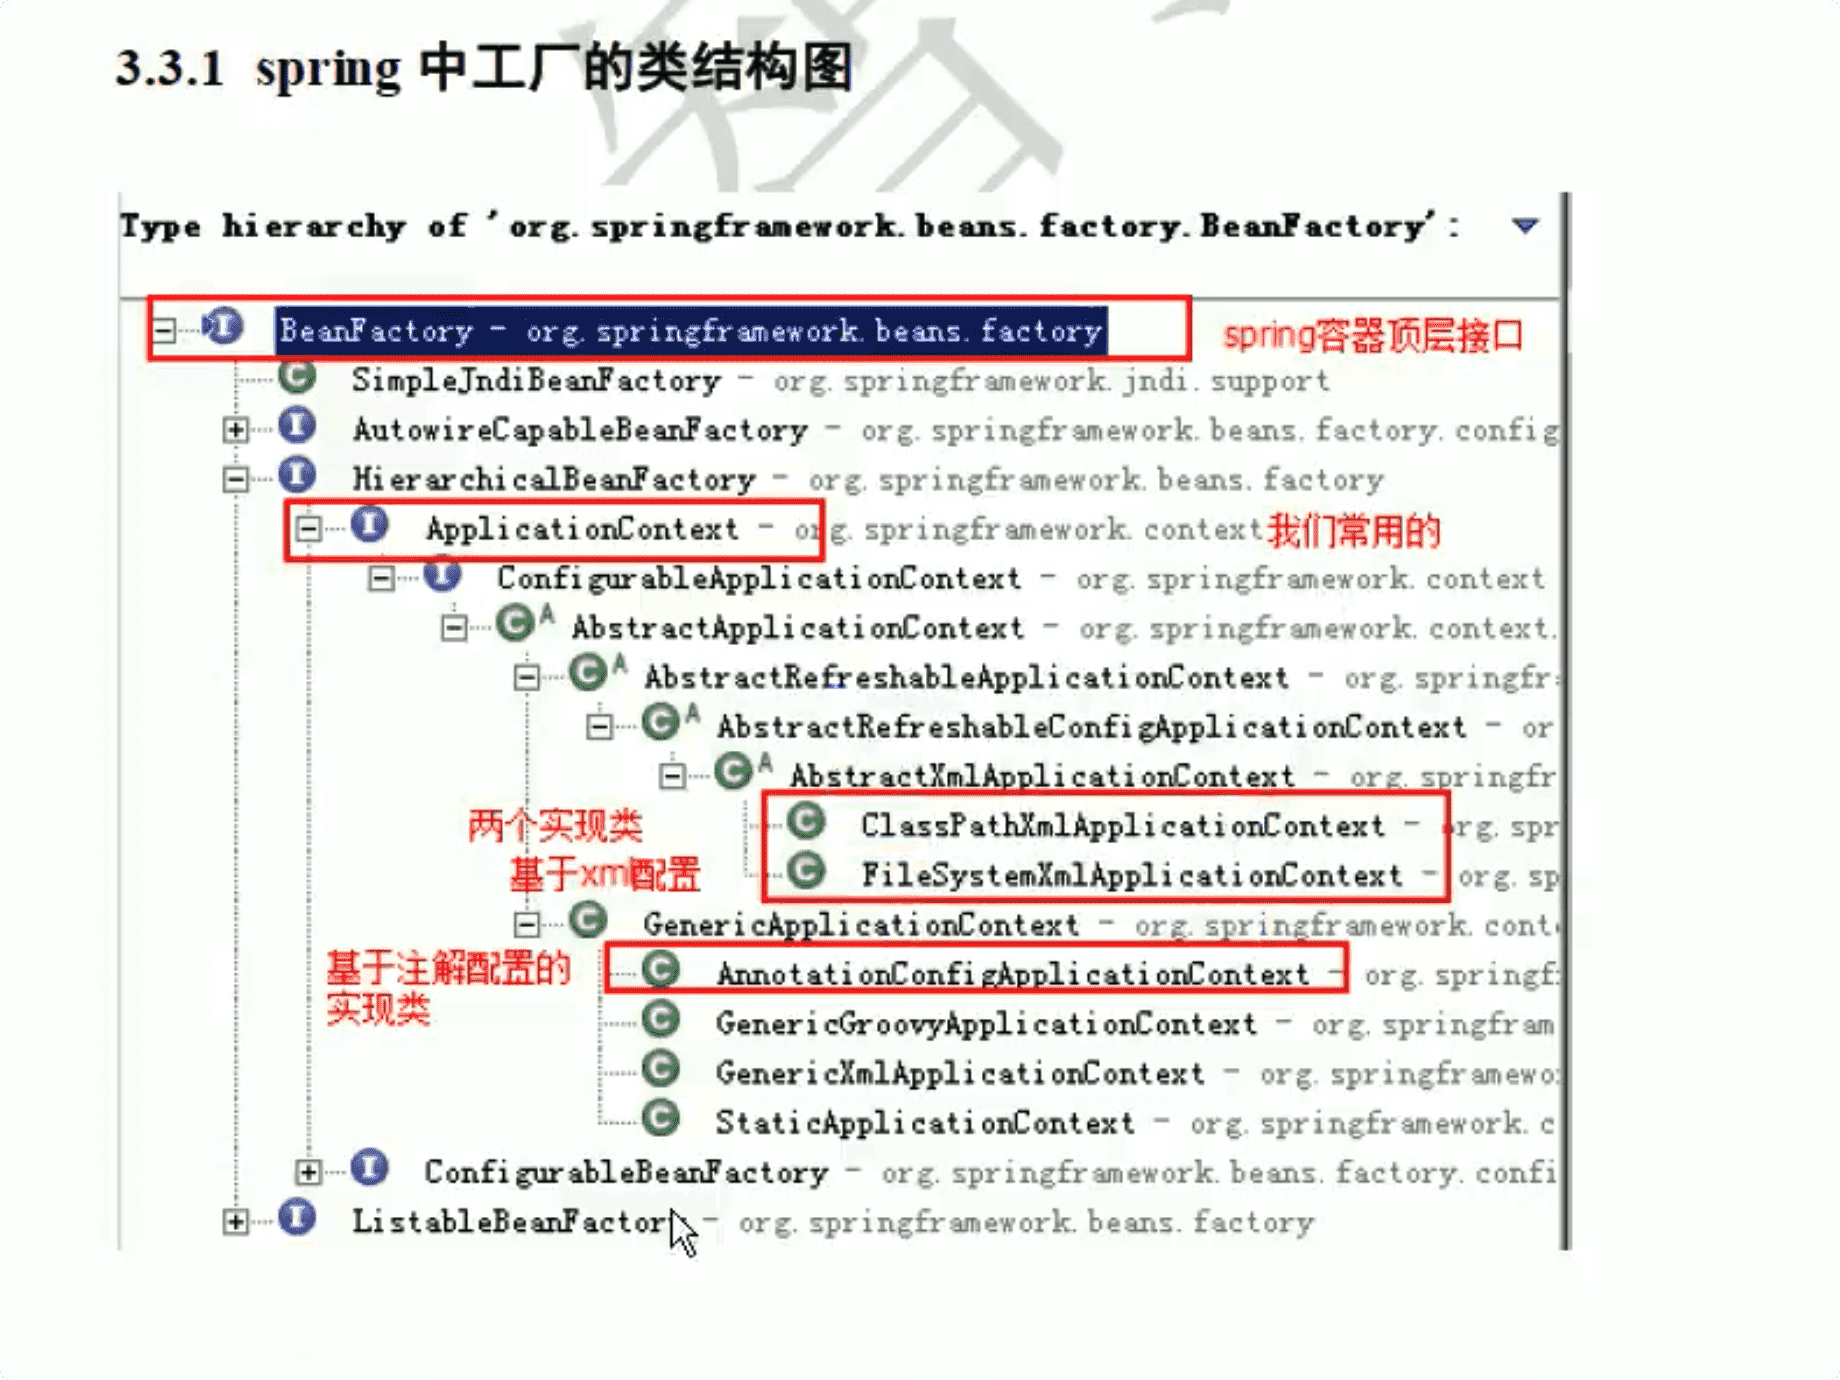 3.3.1 spring 中工厂的类结构图
Type hierarchy of 'org.springframework.beans.factory.BeanFactory':
BeanFactory - org.springframework.beans.factory spring容器顶层接口
SimpleJndiBeanFactory - org.springframework.jndi.support
AutowireCapableBeanFactory - org.springframework.beans.factory.config
HierarchicalBeanFactory - org.springframework.beans.factory
ApplicationContext - org.springframework.context 我们常用的
ConfigurableApplicationContext - org.springframework.context
AbstractApplicationContext - org.springframework.context.
AbstractRefreshableApplicationContext - org.springfr
AbstractRefreshableConfigApplicationContext - or
AbstractXmlApplicationContext - org.springfr
两个实现类 ClassPathXmlApplicationContext - org.spr
基于xml配置 FileSystemXmlApplicationContext - org.sp
GenericApplicationContext - org.springframework.cont
基于注解配置的 AnnotationConfigApplicationContext - org.springf
实现类
GenericGroovyApplicationContext - org.springfram
GenericXmlApplicationContext - org.springframewo
StaticApplicationContext - org.springframework.c
ConfigurableBeanFactory - org.springframework.beans.factory.confi
ListableBeanFactory - org.springframework.beans.factory